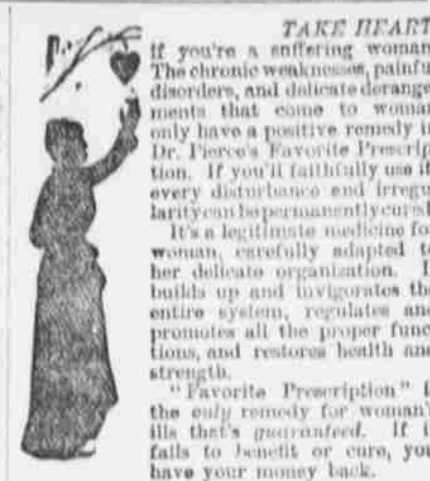 TAKE HEART
if you're a suffering woman
The chronic weaknesses, painfu
disorders, and delicate derange
ments that come to woman
only have a positive remedy i
Dr. Pierce's Favorite Prescrip
tion. If you'll faithfully use it
every disturbance and irregu
larity can be permanently cured
It's a legitimate medicine fo
woman, carefully adapted to
her delicate organization. I
builds up and invigorates the
entire system, regulates and
promotes all the proper func
tions, and restores health and
strength.
"Favorite Prescription" i
the only remedy for woman's
ills that's guaranteed. If i
fails to benefit or cure, you
have your money back.